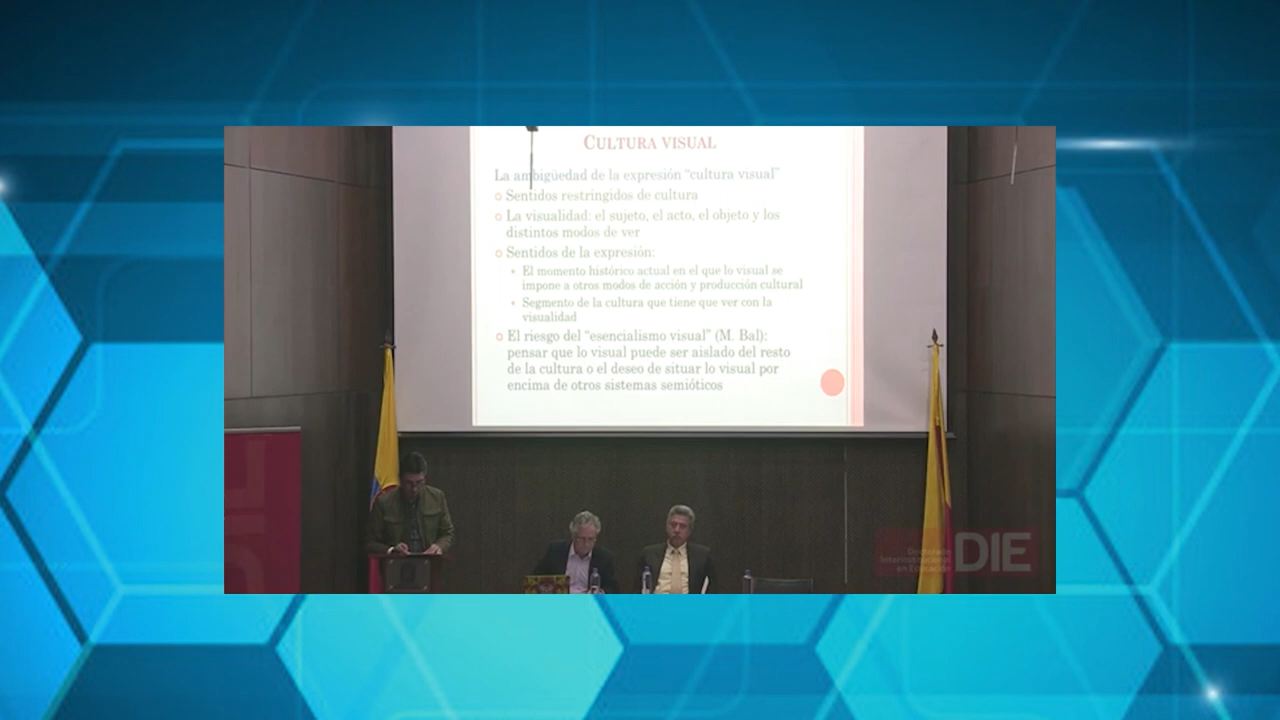 CULTURA VISUAL
La ambigüedad de la expresión "cultura visual"
Sentidos restringidos de cultura
La visualidad: el sujeto, el acto, el objeto y los
distintos modos de ver
Sentidos de la expresión:
El momento histórico actual en el que lo visual se
impone a otros modos de acción y producción cultural
Segmento de la cultura que tiene que ver con la
visualidad
El riesgo del "esencialismo visual" (M. Bal):
pensar que lo visual puede ser aislado del resto
de la cultura o el deseo de situar lo visual por
encima de otros sistemas semióticos
Doctorado
Interinstitucional
en Educación
DIE